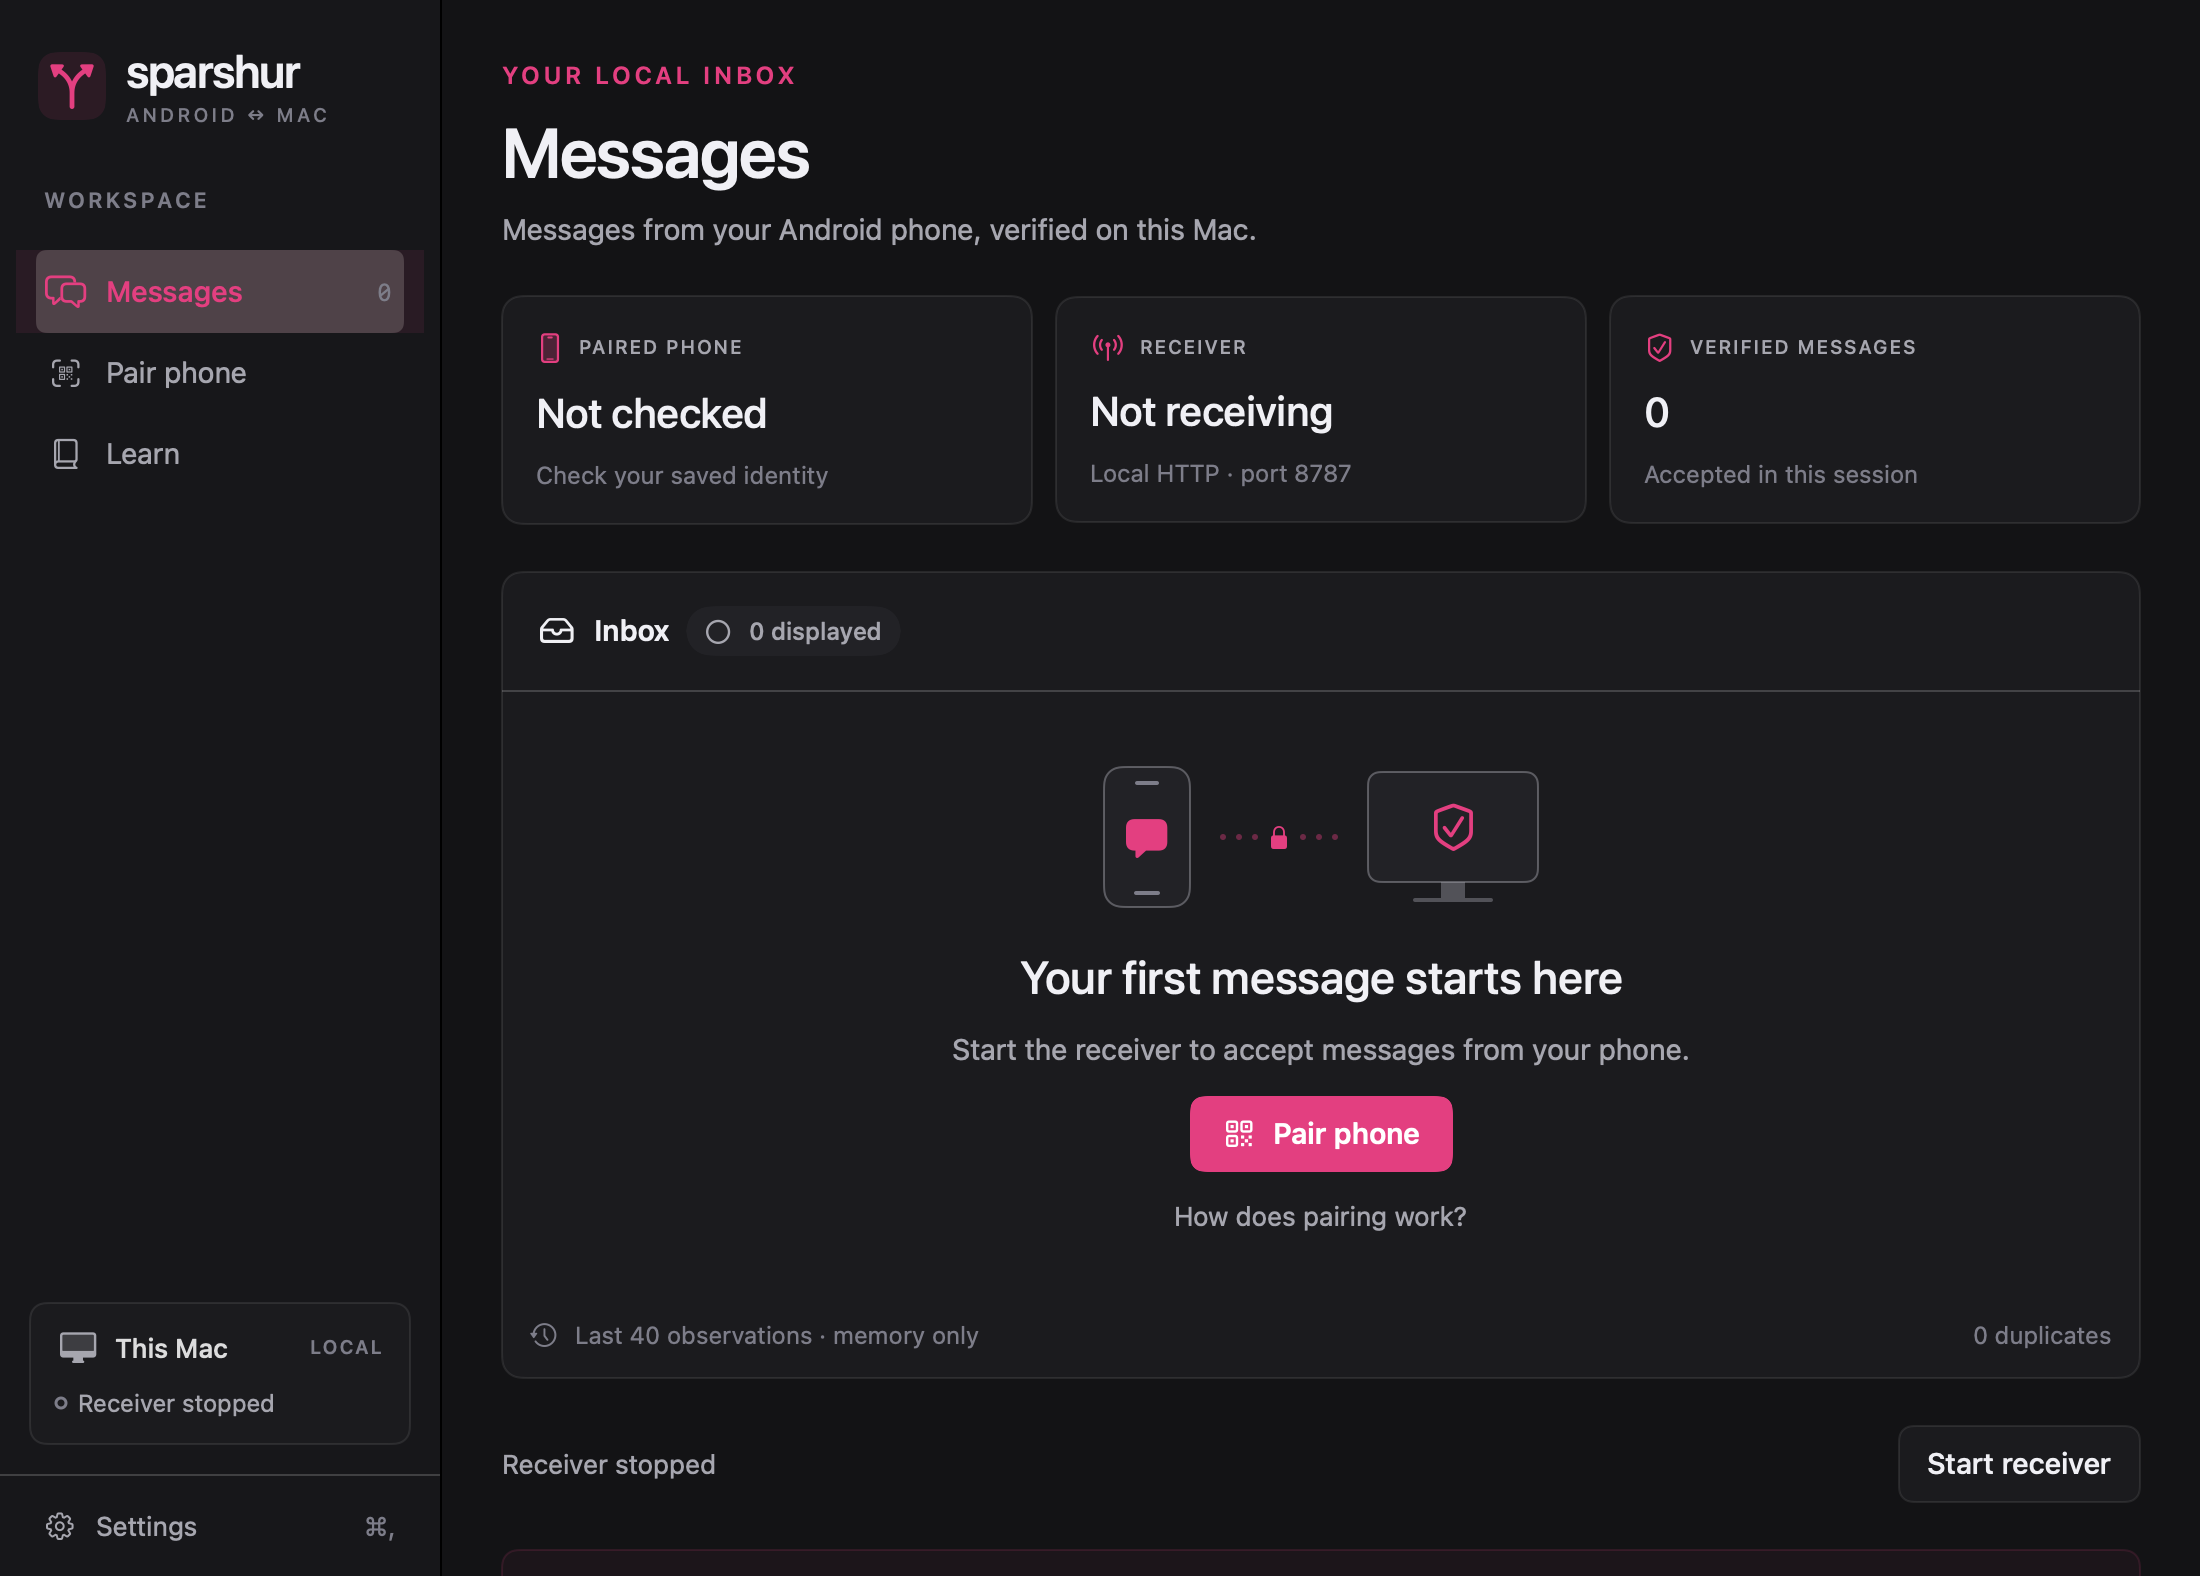 sparshur
ANDROID ↔ MAC
WORKSPACE
Messages 0
Pair phone
Learn
This Mac LOCAL
Receiver stopped
Settings ⌘,
YOUR LOCAL INBOX
Messages
Messages from your Android phone, verified on this Mac.
PAIRED PHONE
Not checked
Check your saved identity
RECEIVER
Not receiving
Local HTTP · port 8787
VERIFIED MESSAGES
0
Accepted in this session
Inbox 0 displayed
Your first message starts here
Start the receiver to accept messages from your phone.
Pair phone
How does pairing work?
Last 40 observations · memory only 0 duplicates
Receiver stopped Start receiver